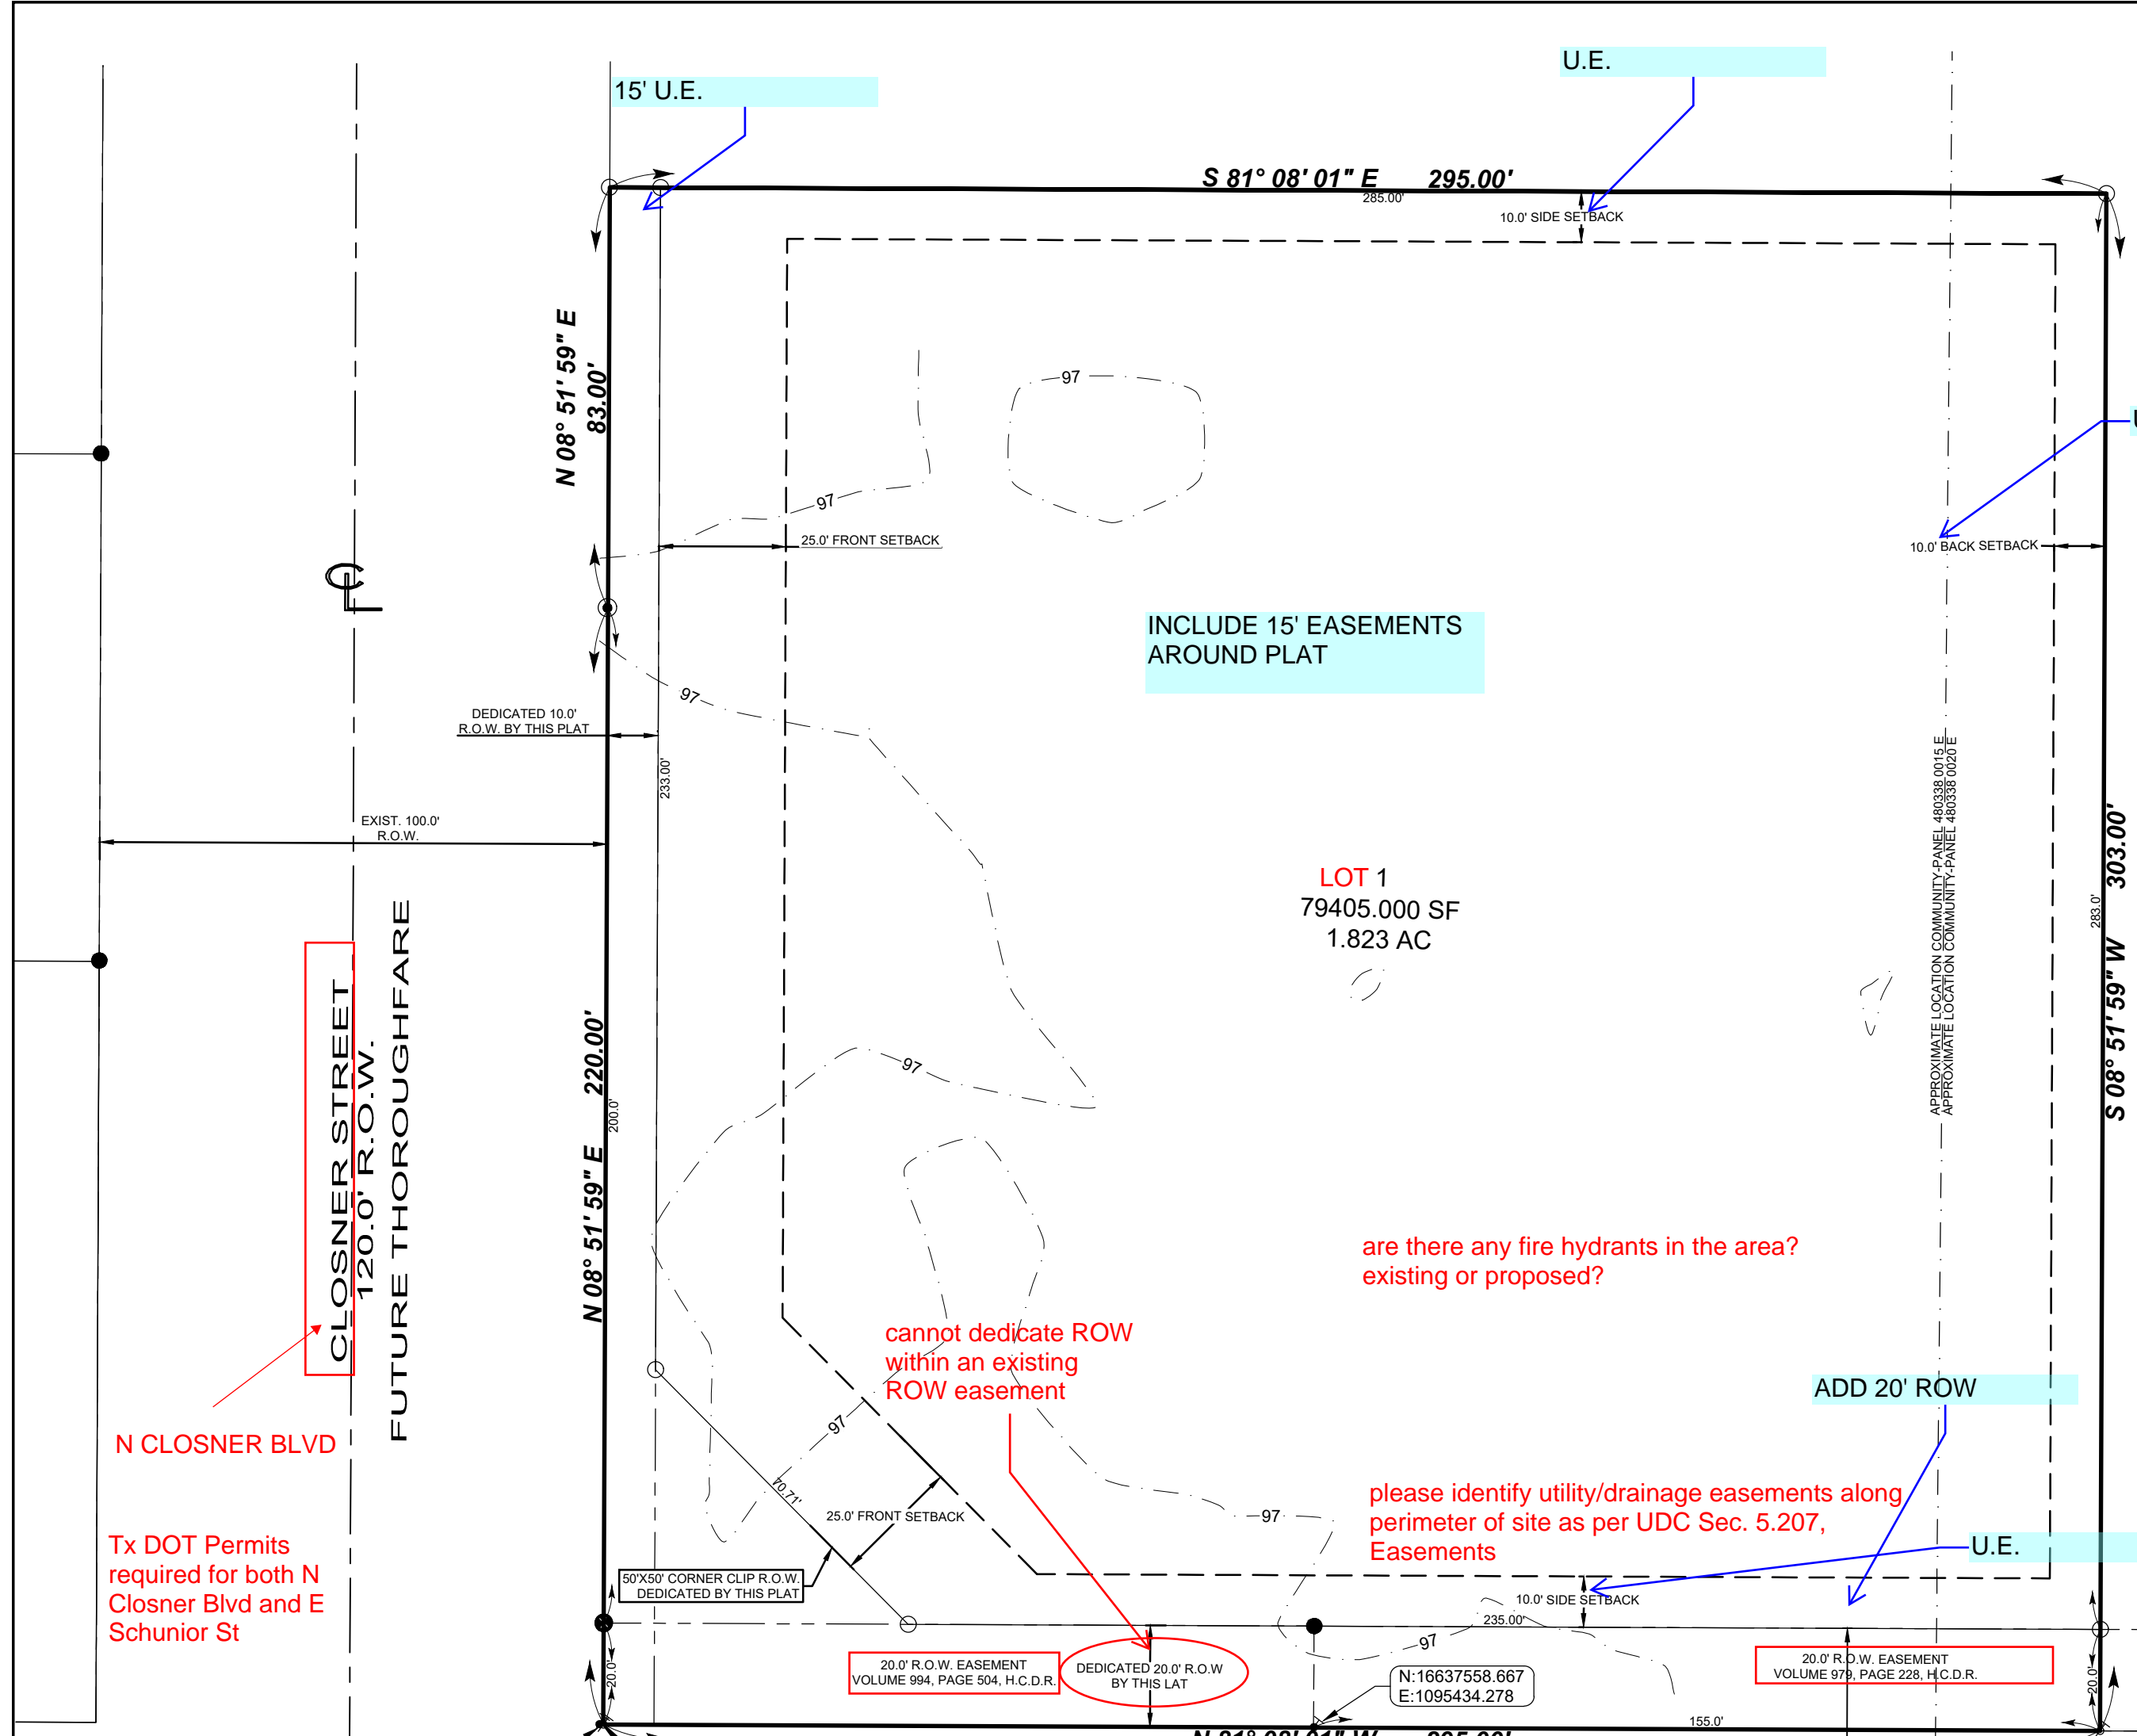 U.E.
15' U.E.
S 81° 08' 01" E 295.00'
285.00'
10.0' SIDE SETBACK
N 08° 51' 59" E
83.00'
97
97
25.0' FRONT SETBACK
10.0' BACK SETBACK
INCLUDE 15' EASEMENTS
AROUND PLAT
97
DEDICATED 10.0'
R.O.W. BY THIS PLAT
233.00'
EXIST. 100.0'
R.O.W.
APPROXIMATE LOCATION COMMUNITY-PANEL 480338 0015 E
APPROXIMATE LOCATION COMMUNITY-PANEL 480338 0020 E
S 08° 51' 59" W 303.00'
283.0'
LOT 1
79405.000 SF
1.823 AC
CLOSNER STREET
120.0' R.O.W.
FUTURE THOROUGHFARE
N 08° 51' 59" E 220.00'
200.0'
97
are there any fire hydrants in the area?
existing or proposed?
cannot dedicate ROW
within an existing
ROW easement
ADD 20' ROW
97
N CLOSNER BLVD
70.71'
25.0' FRONT SETBACK
97
please identify utility/drainage easements along
perimeter of site as per UDC Sec. 5.207,
Easements
U.E.
Tx DOT Permits
required for both N
Closner Blvd and E
Schunior St
50'X50' CORNER CLIP R.O.W.
DEDICATED BY THIS PLAT
10.0' SIDE SETBACK
235.00'
97
20.0'
20.0' R.O.W. EASEMENT
VOLUME 994, PAGE 504, H.C.D.R.
DEDICATED 20.0' R.O.W
BY THIS LAT
N:16637558.667
E:1095434.278
20.0' R.O.W. EASEMENT
VOLUME 979, PAGE 228, H.C.D.R.
20.0'
155.0'
N 81° 08' 01" W 295.00'